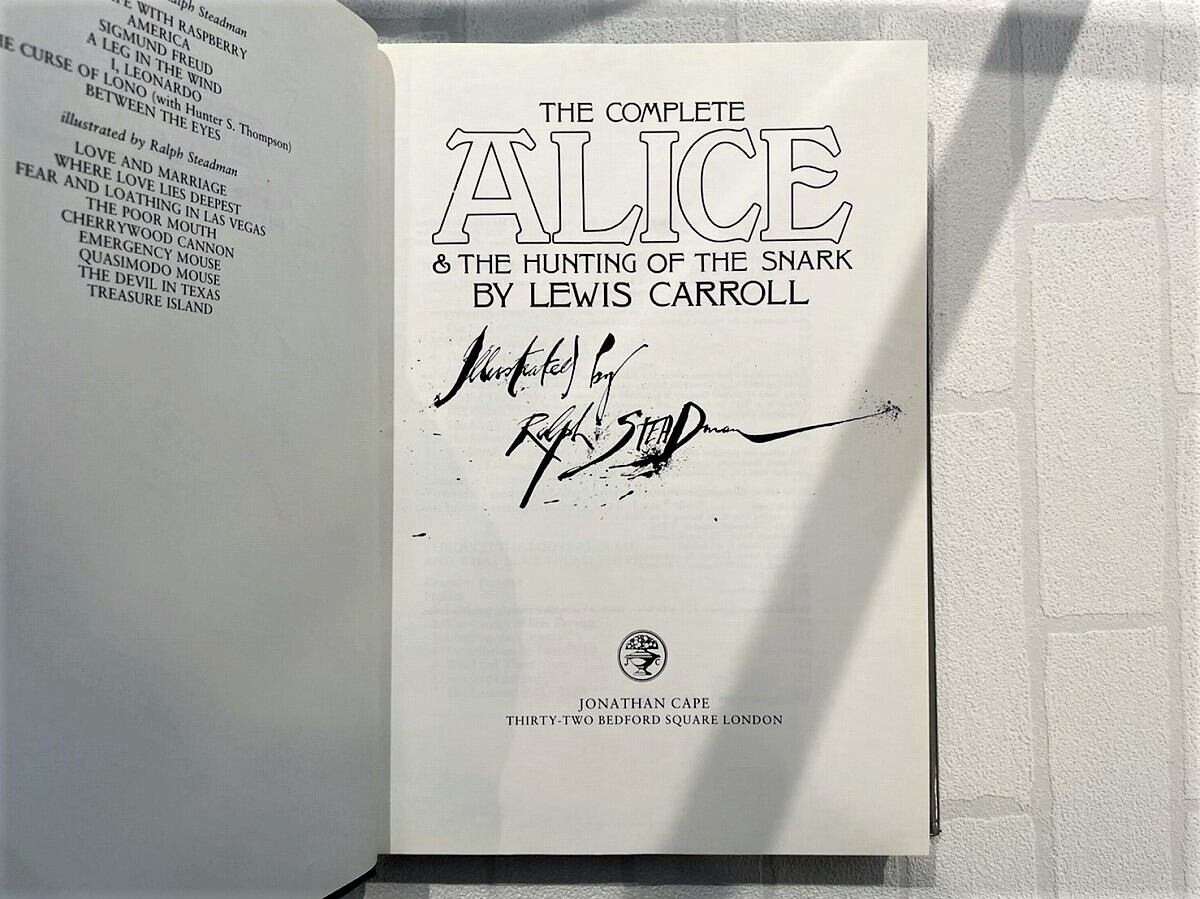 Ralph Steadman
WITH RASPBERRY
AMERICA
SIGMUND FREUD
A LEG IN THE WIND
I, LEONARDO
CURSE OF LONO (with Hunter S. Thompson)
BETWEEN THE EYES
illustrated by Ralph Steadman
LOVE AND MARRIAGE
WHERE LOVE LIES DEEPEST
FEAR AND LOATHING IN LAS VEGAS
THE POOR MOUTH
CHERRYWOOD CANNON
EMERGENCY MOUSE
QUASIMODO MOUSE
THE DEVIL IN TEXAS
TREASURE ISLAND
THE COMPLETE
ALICE
& THE HUNTING OF THE SNARK
BY LEWIS CARROLL
Illustrated by
Ralph STEADman
J C
JONATHAN CAPE
THIRTY-TWO BEDFORD SQUARE LONDON